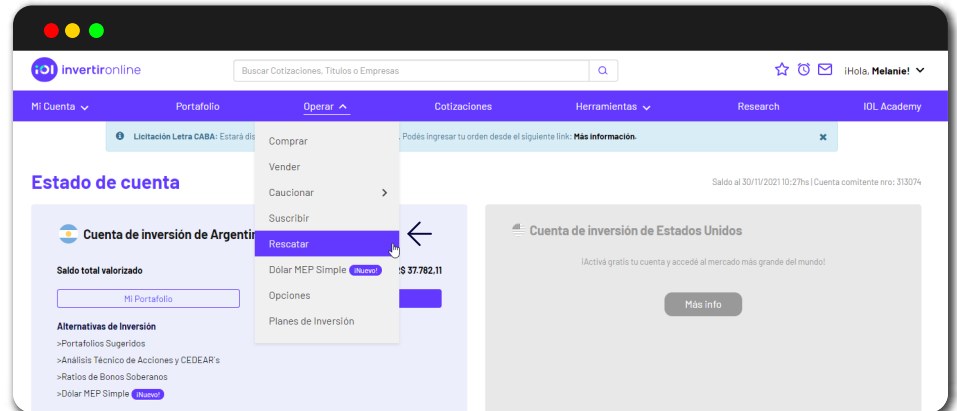 iOl invertironline
Buscar Cotizaciones, Titulos o Empresas
¡Hola, Melanie!
Mi Cuenta
Portafolio
Operar
Cotizaciones
Herramientas
Research
IOL Academy
Licitación Letra CABA: Estará dis
. Podés ingresar tu orden desde el siguiente link: Más información.
Comprar
Vender
Caucionar
Suscribir
Rescatar
Dólar MEP Simple ¡Nuevo!
Opciones
Planes de Inversión
Estado de cuenta
Saldo al 30/11/2021 10:27hs | Cuenta comitente nro: 313074
Cuenta de inversión de Argentin
Saldo total valorizado
$ 37.782,11
Mi Portafolio
Alternativas de Inversión
>Portafolios Sugeridos
>Análisis Técnico de Acciones y CEDEAR's
>Ratios de Bonos Soberanos
>Dólar MEP Simple ¡Nuevo!
Cuenta de inversión de Estados Unidos
¡Activá gratis tu cuenta y accedé al mercado más grande del mundo!
Más info